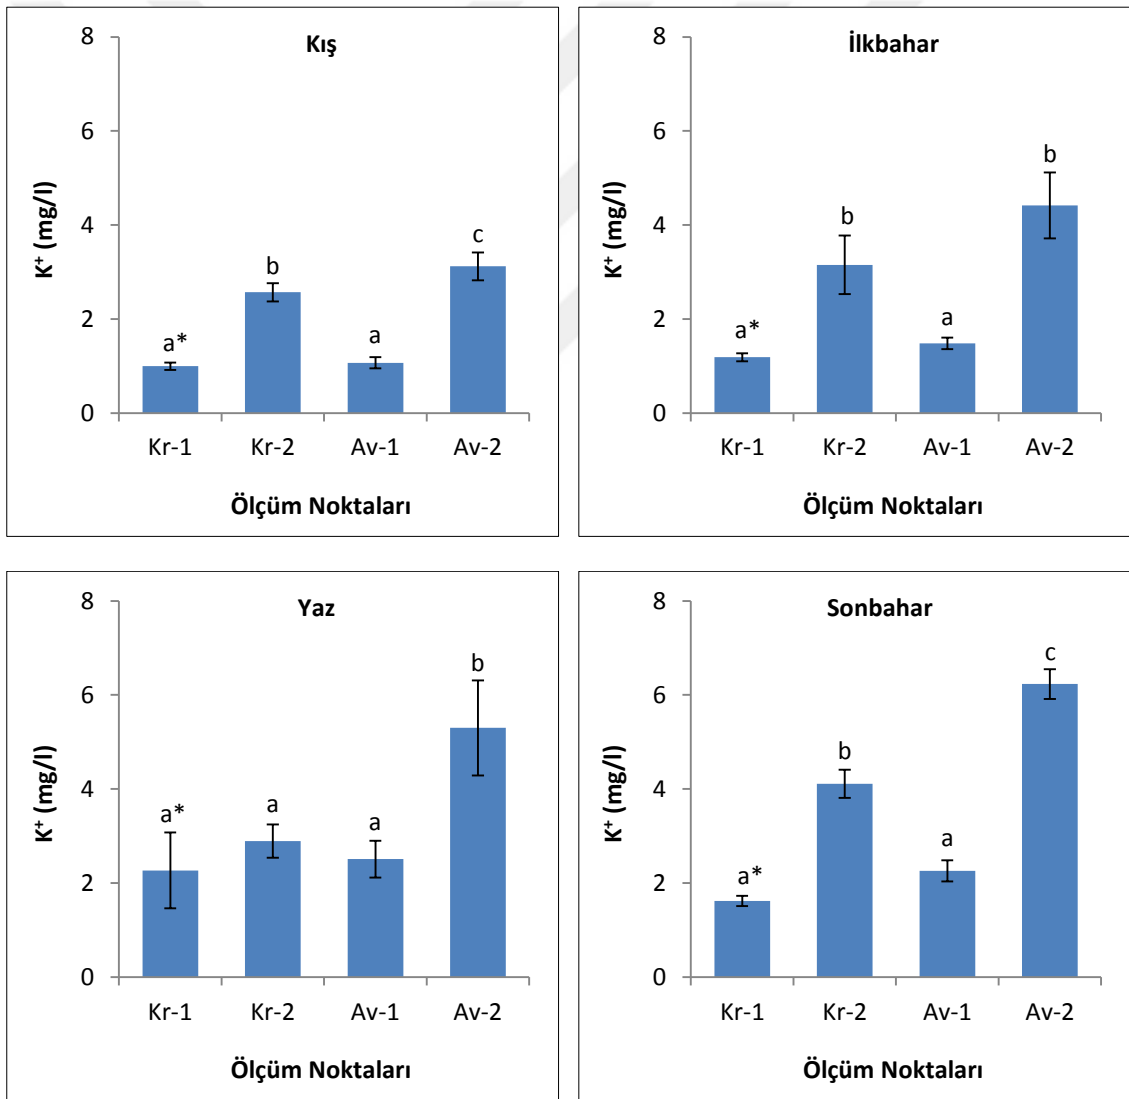 Kış
8
6
4
2
0
K⁺ (mg/l)
a*
b
a
c
Kr-1 Kr-2 Av-1 Av-2
Ölçüm Noktaları
İlkbahar
8
6
4
2
0
K⁺ (mg/l)
a*
b
a
b
Kr-1 Kr-2 Av-1 Av-2
Ölçüm Noktaları
Yaz
8
6
4
2
0
K⁺ (mg/l)
a*
a
a
b
Kr-1 Kr-2 Av-1 Av-2
Ölçüm Noktaları
Sonbahar
8
6
4
2
0
K⁺ (mg/l)
a*
b
a
c
Kr-1 Kr-2 Av-1 Av-2
Ölçüm Noktaları